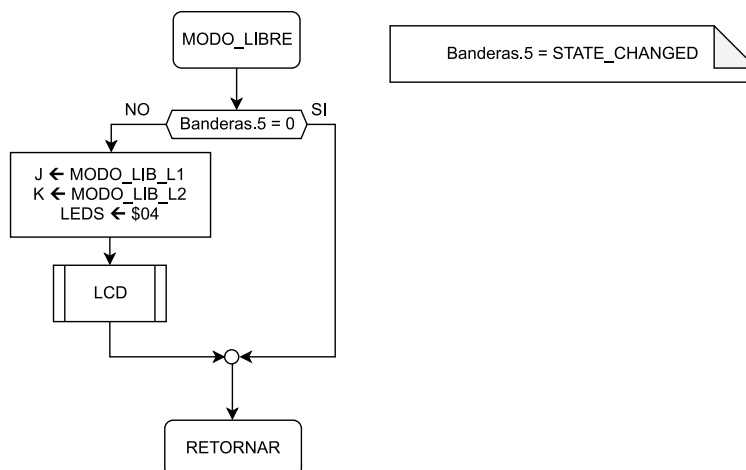 MODO_LIBRE
Banderas.5 = STATE_CHANGED
NO
SI
Banderas.5 = 0
J ← MODO_LIB_L1
K ← MODO_LIB_L2
LEDS ← $04
LCD
RETORNAR